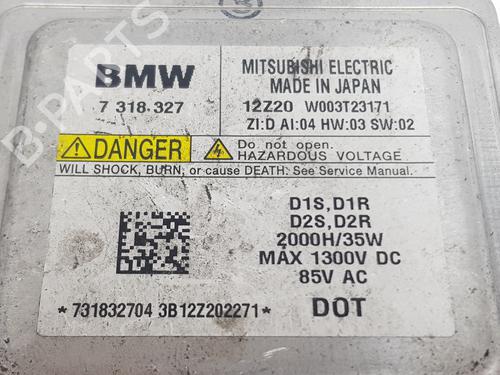 B-PARTS
BMW
7 318 327
MITSUBISHI ELECTRIC
MADE IN JAPAN
12Z20 W003T23171
ZI:D AI:04 HW:03 SW:02
DANGER
Do not open.
HAZARDOUS VOLTAGE
WILL SHOCK, BURN, or cause DEATH: See Service Manual.
D1S,D1R
D2S,D2R
2000H/35W
MAX 1300V DC
85V AC
*731832704 3B12Z202271*
DOT